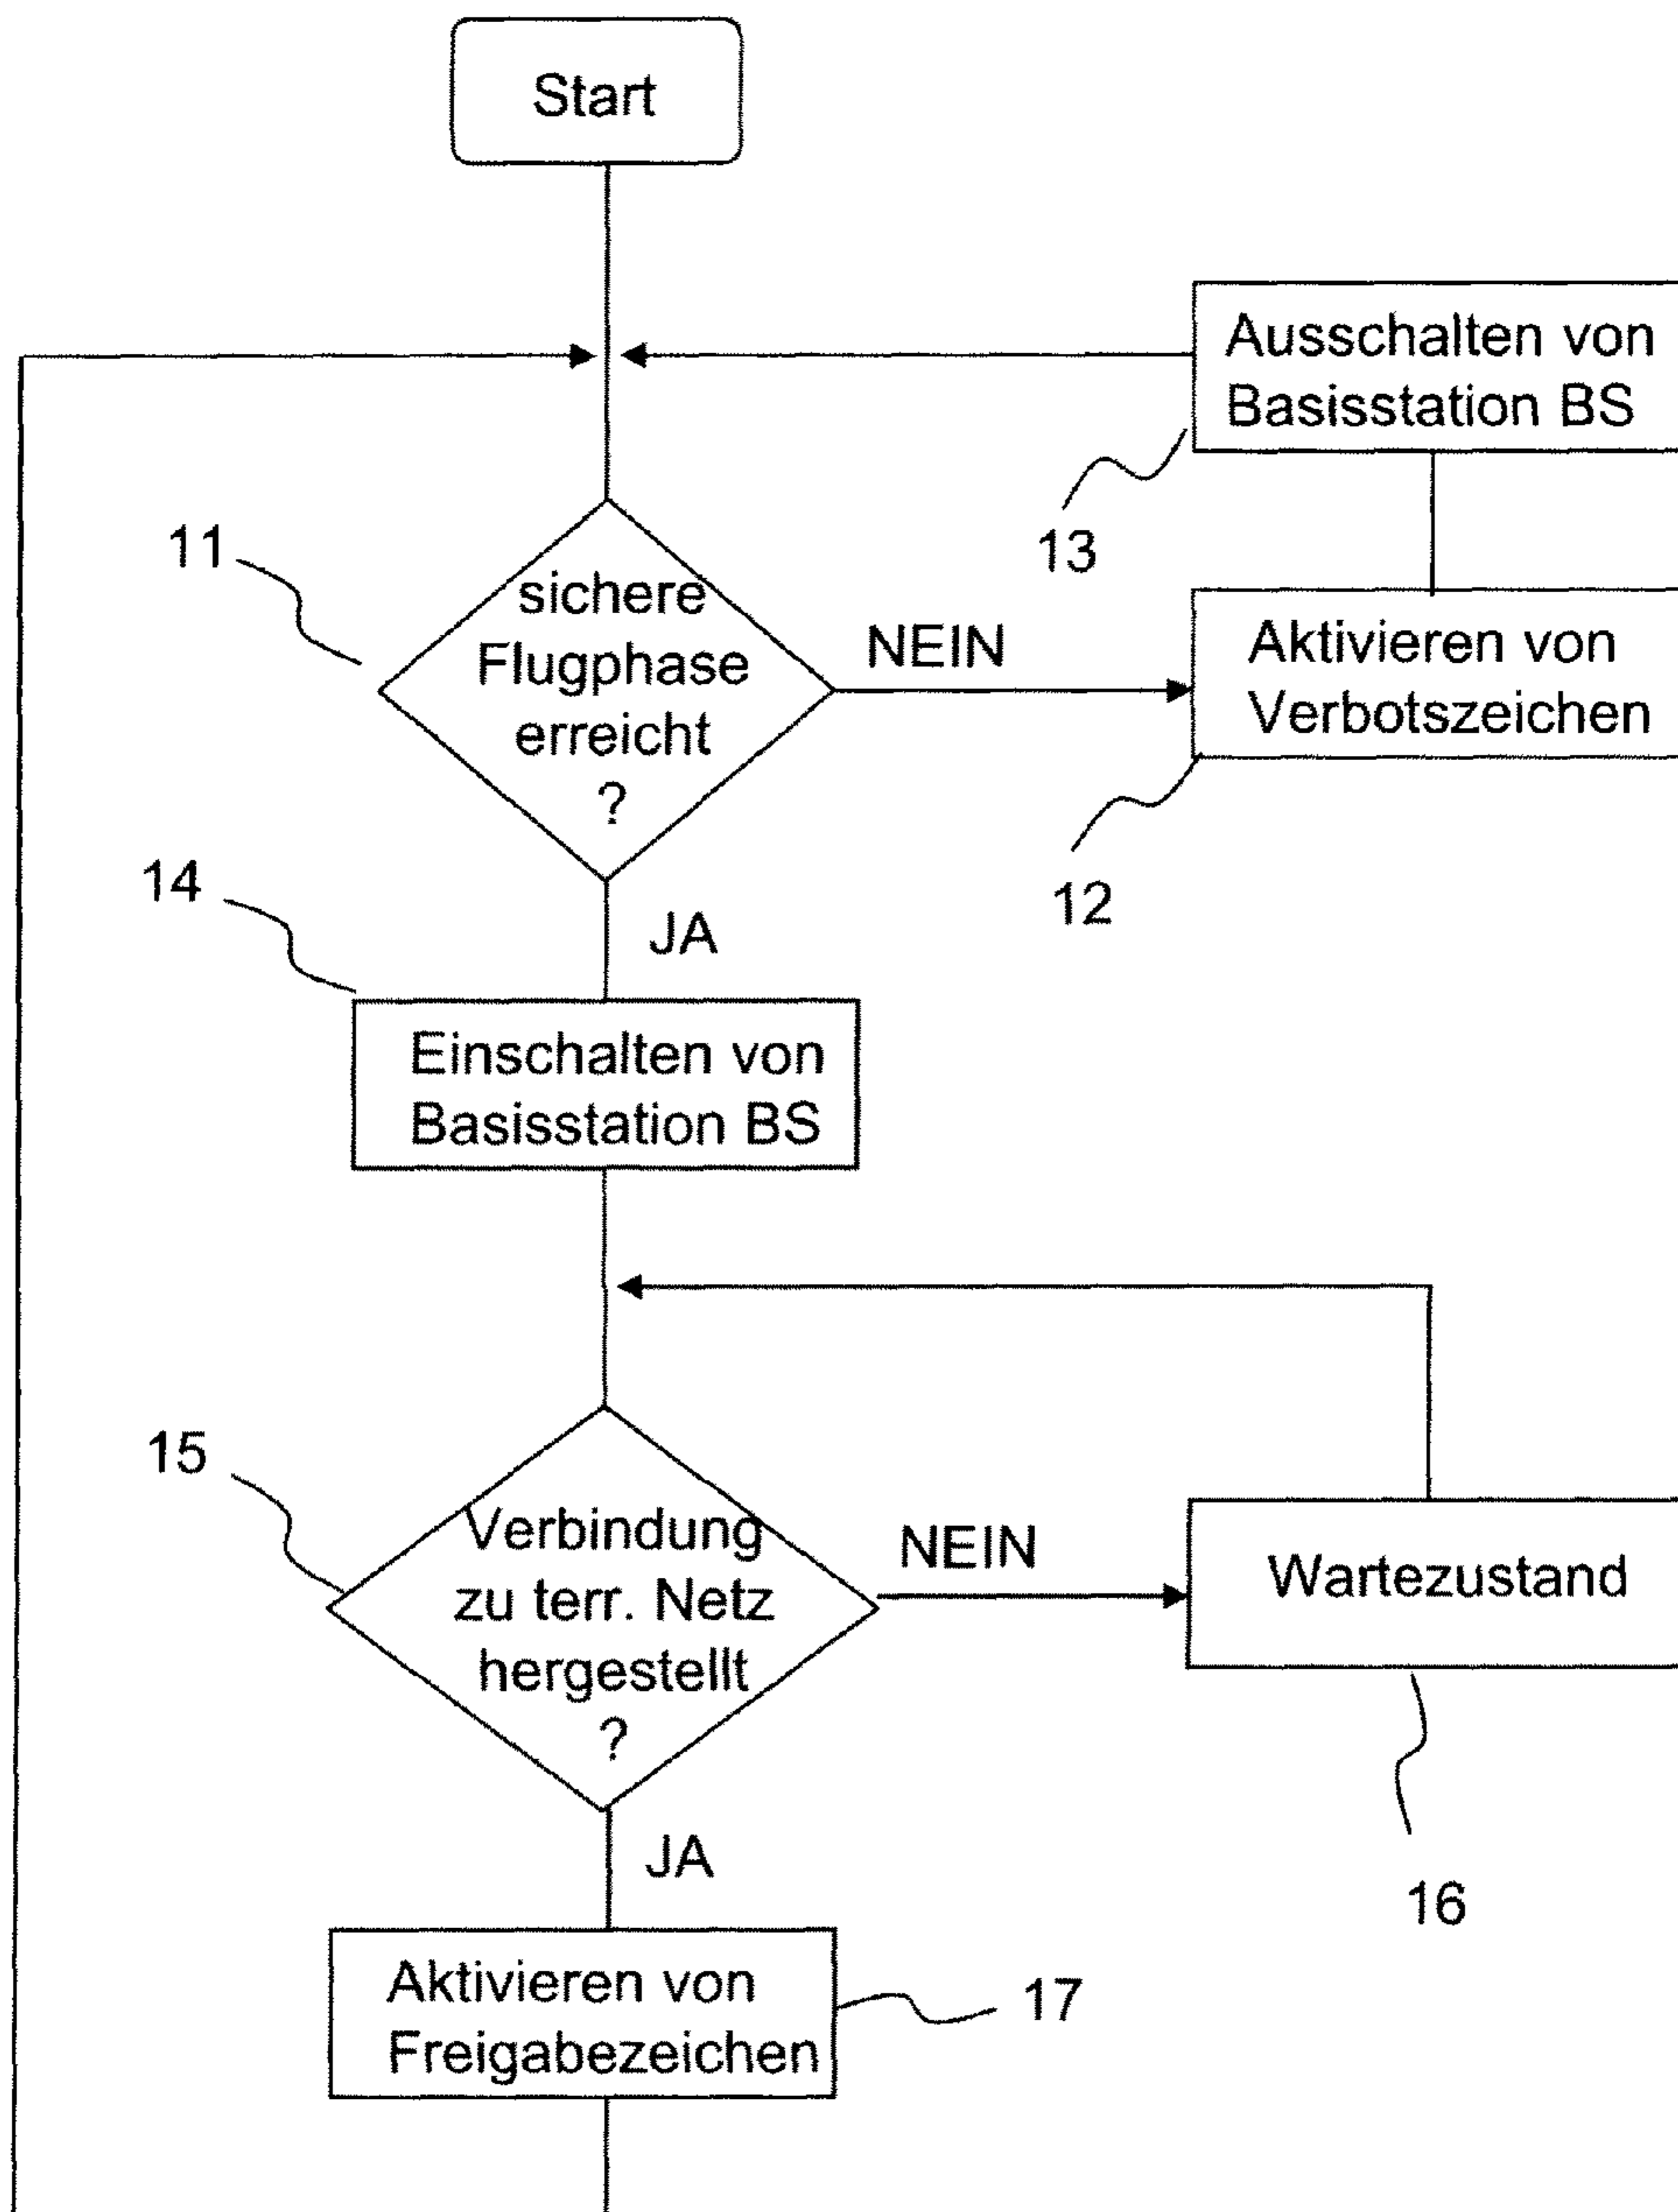 Start
Ausschalten von
Basisstation BS
13
11
sichere
Flugphase
erreicht
?
NEIN
Aktivieren von
Verbotszeichen
12
14
JA
Einschalten von
Basisstation BS
15
Verbindung
zu terr. Netz
hergestellt
?
NEIN
Wartezustand
16
JA
Aktivieren von
Freigabezeichen
17